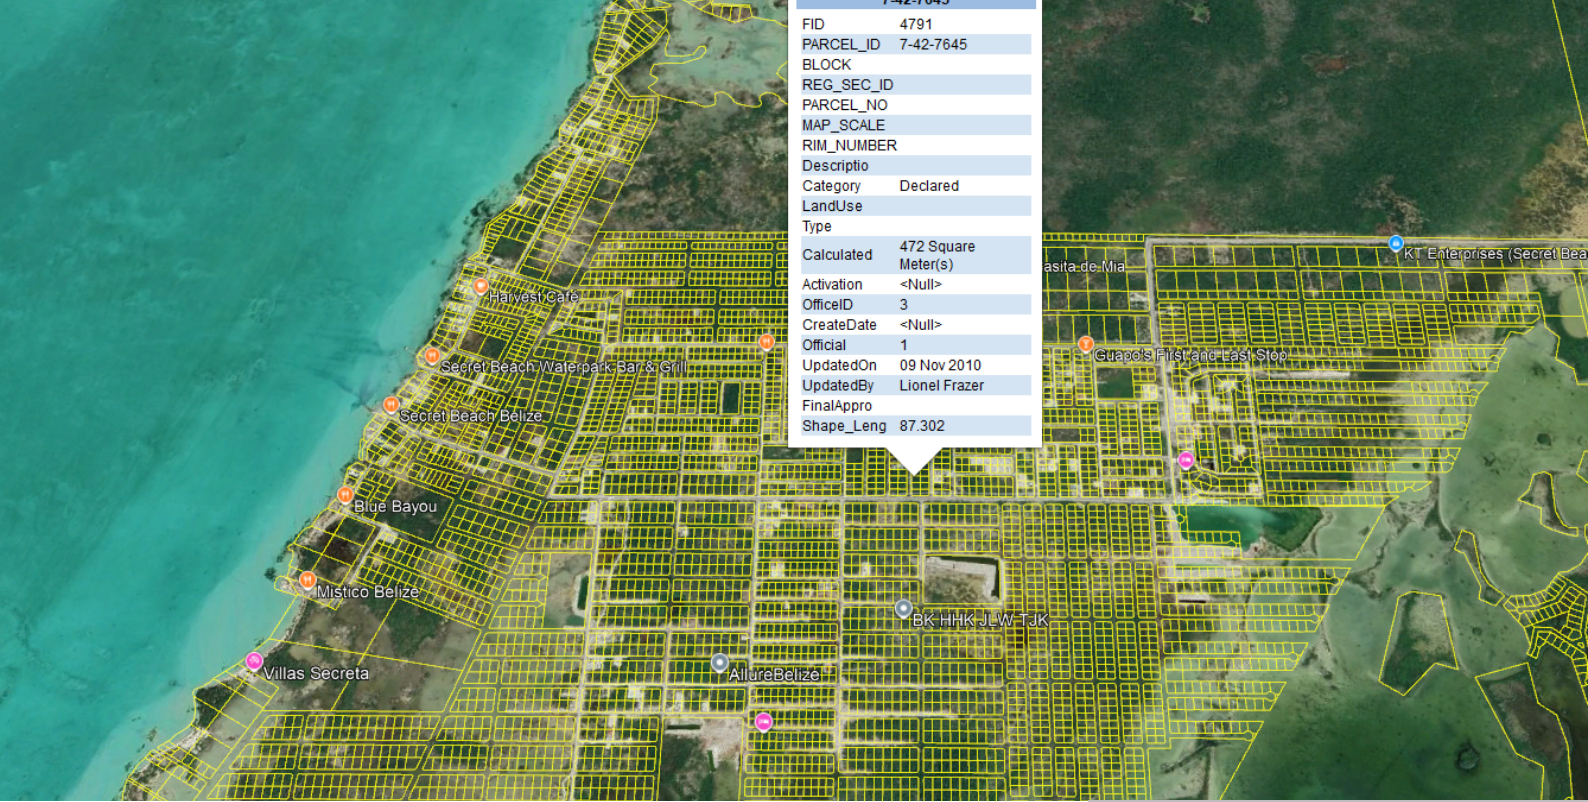 7-42-7645
FID 4791
PARCEL_ID 7-42-7645
BLOCK
REG_SEC_ID
PARCEL_NO
MAP_SCALE
RIM_NUMBER
Descriptio
Category Declared
LandUse
Type
Calculated 472 Square
Meter(s)
Activation <Null>
OfficeID 3
CreateDate <Null>
Official 1
UpdatedOn 09 Nov 2010
UpdatedBy Lionel Frazer
FinalAppro
Shape_Leng 87.302
KT Enterprises (Secret Bea
asita de Mia
Harvest Cafe
Guapo's First and Last Stop
Secret Beach Waterpark Bar & Grill
Secret Beach Belize
Blue Bayou
Mistico Belize
BK HHK JLW TJK
Villas Secreta
AllureBelize